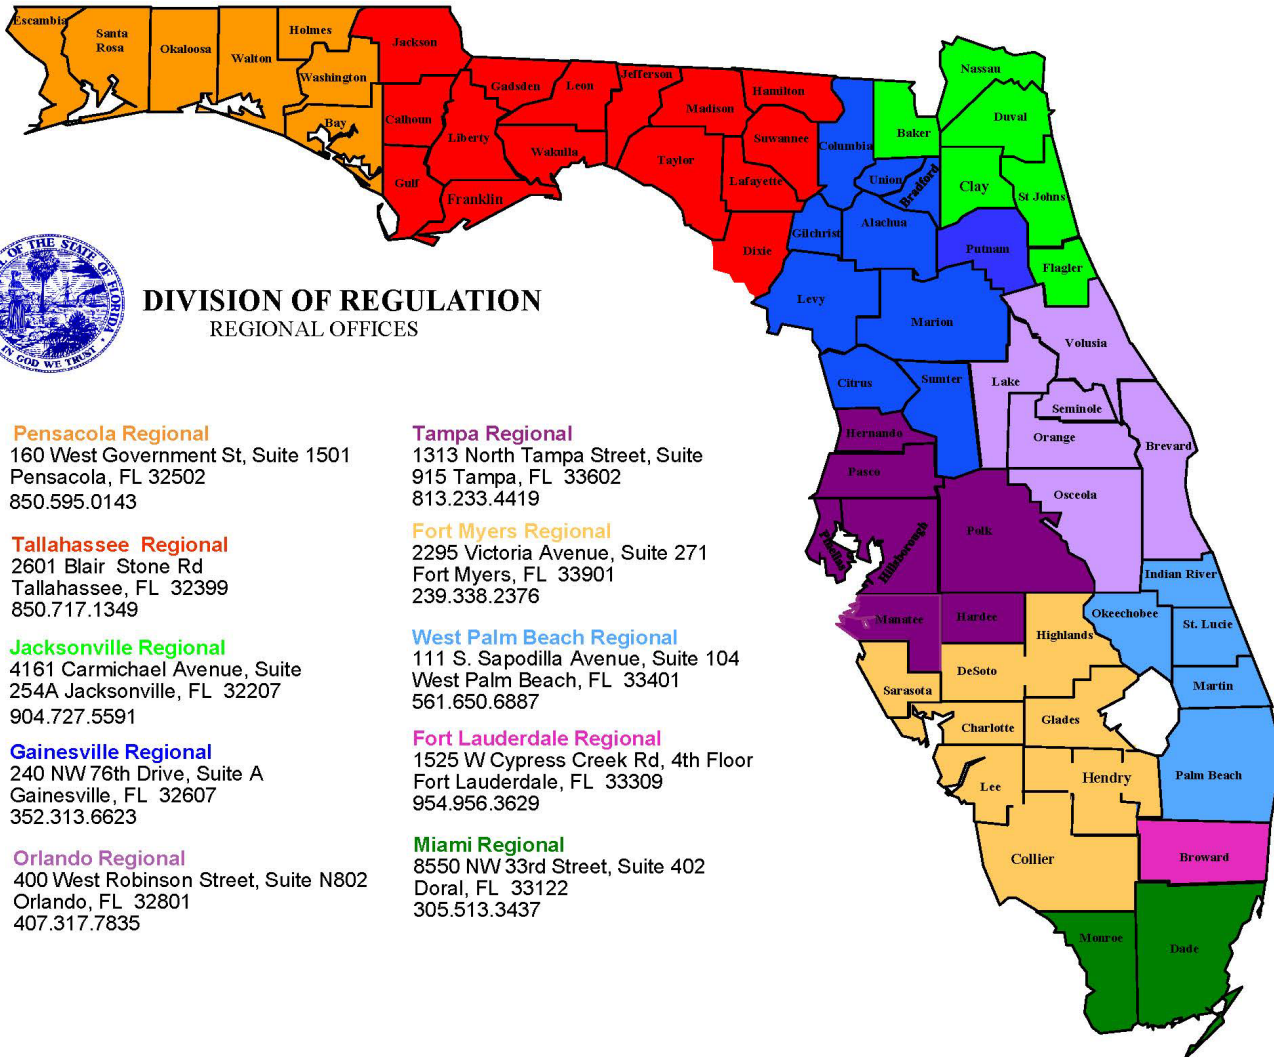 Escambia
Santa
Rosa
Okaloosa
Walton
Holmes
Washington
Bay
Jackson
Calhoun
Gulf
Liberty
Gadsden
Leon
Wakulla
Franklin
Jefferson
Madison
Taylor
Hamilton
Suwannee
Lafayette
Dixie
Columbia
Baker
Nassau
Duval
Union
Bradford
Clay
St Johns
Gilchrist
Alachua
Putnam
Flagler
Levy
Marion
Volusia
Citrus
Sumter
Lake
Seminole
Orange
Brevard
Hernando
Pasco
Osceola
Pinellas
Hillsborough
Polk
Indian River
Manatee
Hardee
Highlands
Okeechobee
St. Lucie
Sarasota
DeSoto
Martin
Charlotte
Glades
Lee
Hendry
Palm Beach
Collier
Broward
Monroe
Dade
OF THE STATE OF FLORIDA
IN GOD WE TRUST
DIVISION OF REGULATION
REGIONAL OFFICES
Pensacola Regional
160 West Government St, Suite 1501
Pensacola, FL 32502
850.595.0143
Tallahassee Regional
2601 Blair Stone Rd
Tallahassee, FL 32399
850.717.1349
Jacksonville Regional
4161 Carmichael Avenue, Suite
254A Jacksonville, FL 32207
904.727.5591
Gainesville Regional
240 NW 76th Drive, Suite A
Gainesville, FL 32607
352.313.6623
Orlando Regional
400 West Robinson Street, Suite N802
Orlando, FL 32801
407.317.7835
Tampa Regional
1313 North Tampa Street, Suite
915 Tampa, FL 33602
813.233.4419
Fort Myers Regional
2295 Victoria Avenue, Suite 271
Fort Myers, FL 33901
239.338.2376
West Palm Beach Regional
111 S. Sapodilla Avenue, Suite 104
West Palm Beach, FL 33401
561.650.6887
Fort Lauderdale Regional
1525 W Cypress Creek Rd, 4th Floor
Fort Lauderdale, FL 33309
954.956.3629
Miami Regional
8550 NW 33rd Street, Suite 402
Doral, FL 33122
305.513.3437